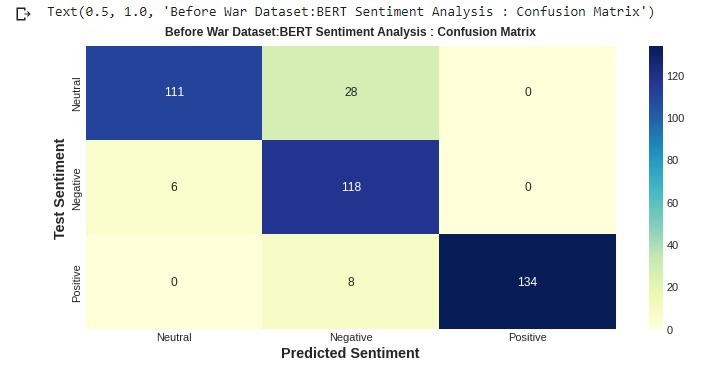 Text(0.5, 1.0, 'Before War Dataset:BERT Sentiment Analysis : Confusion Matrix')
Before War Dataset:BERT Sentiment Analysis : Confusion Matrix
Test Sentiment
Neutral
111 28 0
Negative
6 118 0
Positive
0 8 134
Neutral Negative Positive
Predicted Sentiment
120
100
80
60
40
20
0